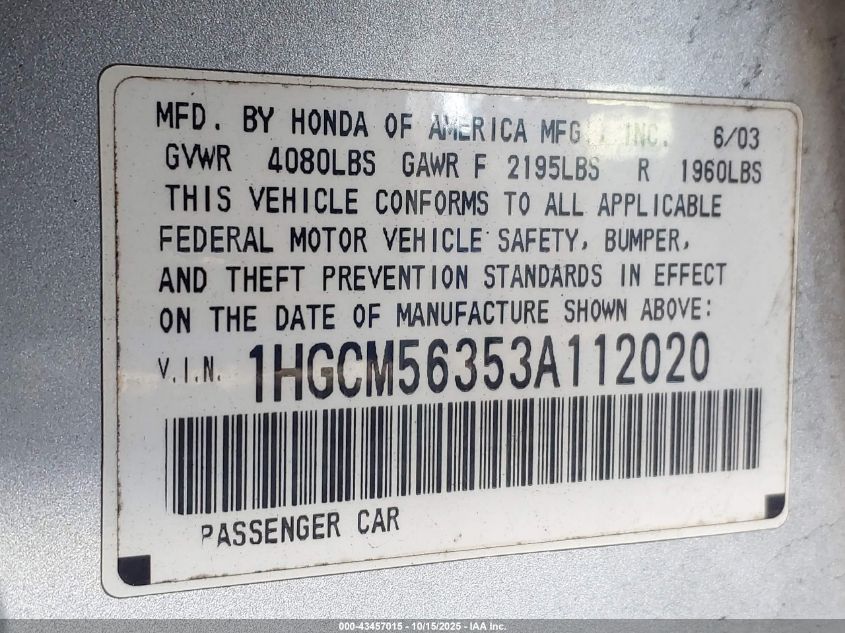 MFD. BY HONDA OF AMERICA MFG., INC. 6/03
GVWR 4080LBS GAWR F 2195LBS R 1960LBS
THIS VEHICLE CONFORMS TO ALL APPLICABLE
FEDERAL MOTOR VEHICLE SAFETY, BUMPER,
AND THEFT PREVENTION STANDARDS IN EFFECT
ON THE DATE OF MANUFACTURE SHOWN ABOVE:
V.I.N. 1HGCM56353A112020
PASSENGER CAR
000-43457015 - 10/15/2025 - IAA Inc.